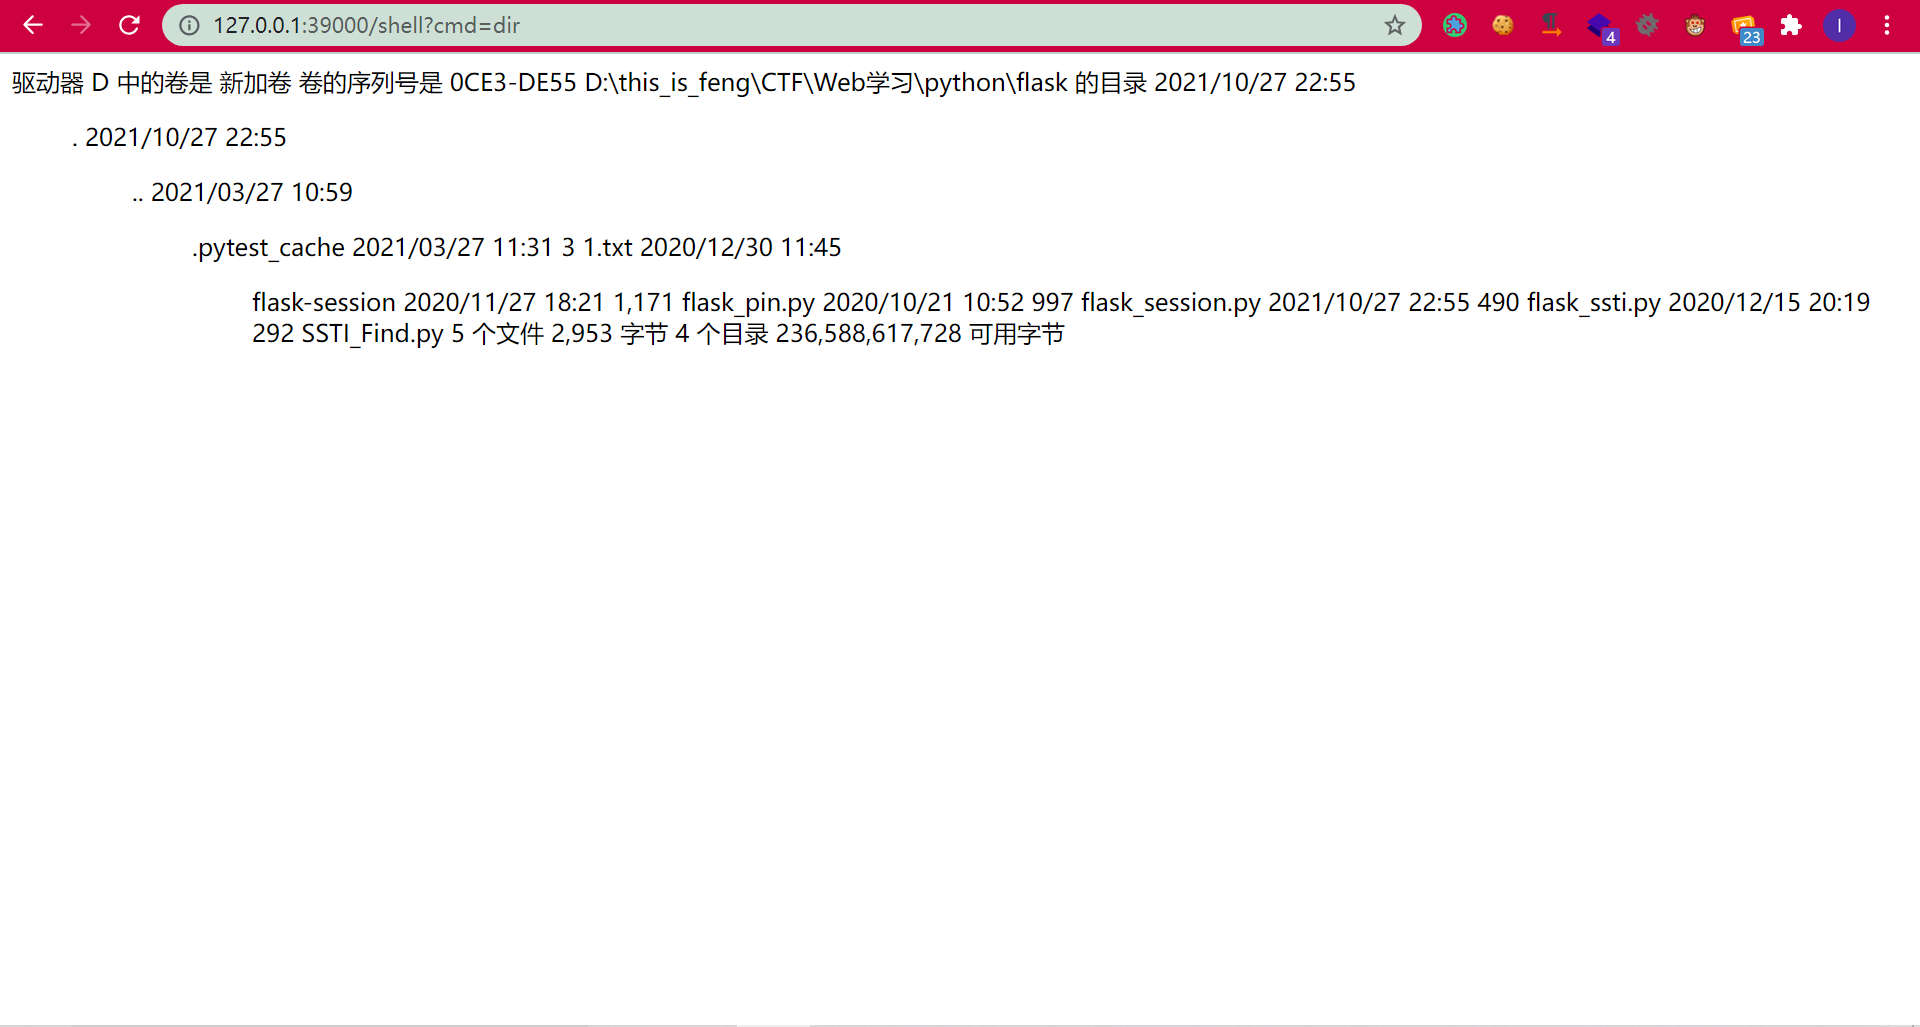 127.0.0.1:39000/shell?cmd=dir
4
23
I
驱动器 D 中的卷是 新加卷 卷的序列号是 0CE3-DE55 D:\this_is_feng\CTF\Web学习\python\flask 的目录 2021/10/27 22:55
. 2021/10/27 22:55
.. 2021/03/27 10:59
.pytest_cache 2021/03/27 11:31 3 1.txt 2020/12/30 11:45
flask-session 2020/11/27 18:21 1,171 flask_pin.py 2020/10/21 10:52 997 flask_session.py 2021/10/27 22:55 490 flask_ssti.py 2020/12/15 20:19
292 SSTI_Find.py 5 个文件 2,953 字节 4 个目录 236,588,617,728 可用字节